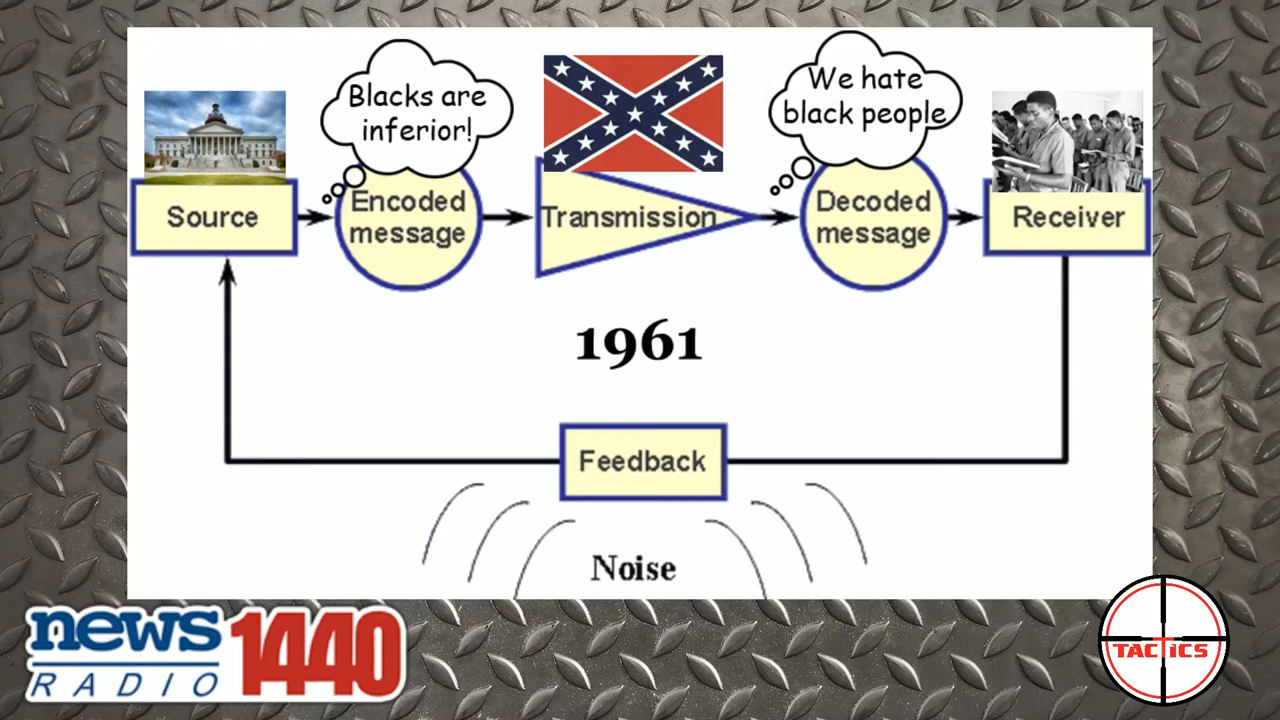 Blacks are
inferior!
We hate
black people
Source
Encoded
message
Transmission
Decoded
message
Receiver
1961
Feedback
Noise
news 1440
RADIO
TACTICS